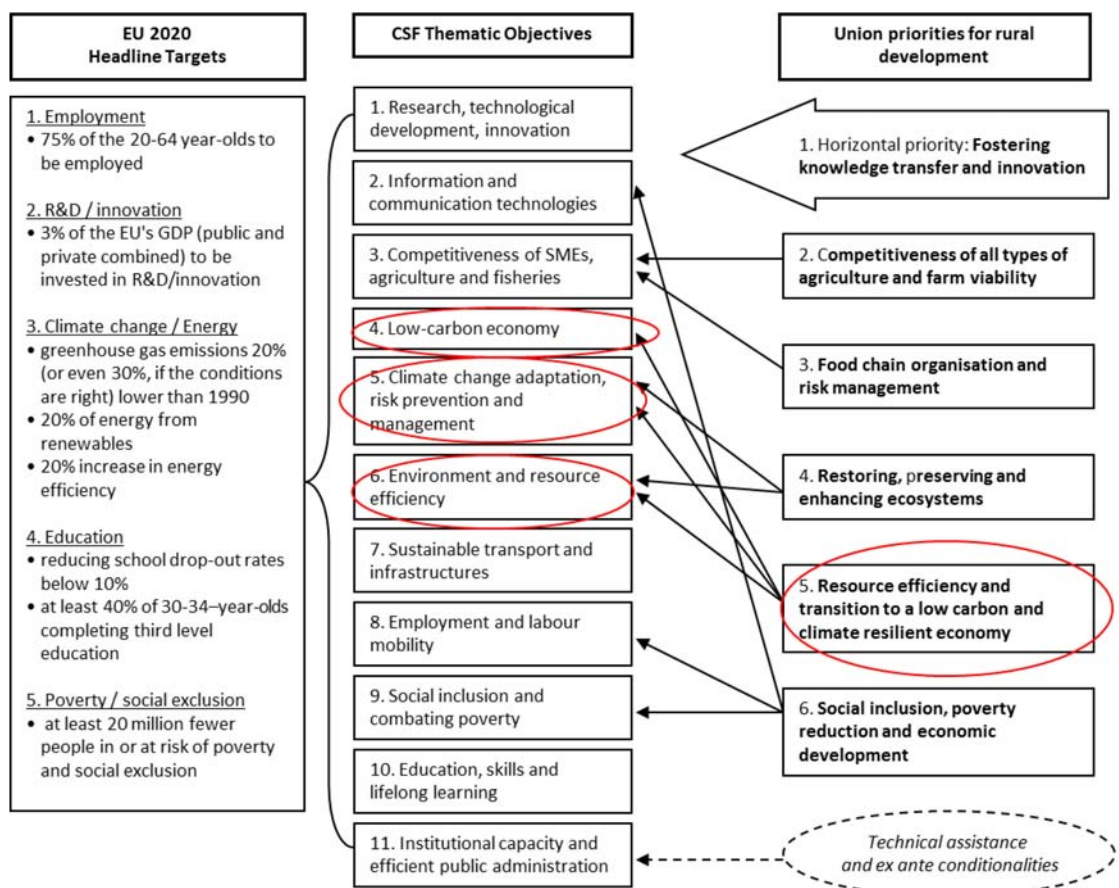 EU 2020
Headline Targets
1. Employment
• 75% of the 20-64 year-olds to
be employed
2. R&D / innovation
• 3% of the EU's GDP (public and
private combined) to be
invested in R&D/innovation
3. Climate change / Energy
• greenhouse gas emissions 20%
(or even 30%, if the conditions
are right) lower than 1990
• 20% of energy from
renewables
• 20% increase in energy
efficiency
4. Education
• reducing school drop-out rates
below 10%
• at least 40% of 30-34–year-olds
completing third level
education
5. Poverty / social exclusion
• at least 20 million fewer
people in or at risk of poverty
and social exclusion
CSF Thematic Objectives
1. Research, technological
development, innovation
2. Information and
communication technologies
3. Competitiveness of SMEs,
agriculture and fisheries
4. Low-carbon economy
5. Climate change adaptation,
risk prevention and
management
6. Environment and resource
efficiency
7. Sustainable transport and
infrastructures
8. Employment and labour
mobility
9. Social inclusion and
combating poverty
10. Education, skills and
lifelong learning
11. Institutional capacity and
efficient public administration
Union priorities for rural
development
1. Horizontal priority: Fostering
knowledge transfer and innovation
2. Competitiveness of all types of
agriculture and farm viability
3. Food chain organisation and
risk management
4. Restoring, preserving and
enhancing ecosystems
5. Resource efficiency and
transition to a low carbon and
climate resilient economy
6. Social inclusion, poverty
reduction and economic
development
Technical assistance
and ex ante conditionalities